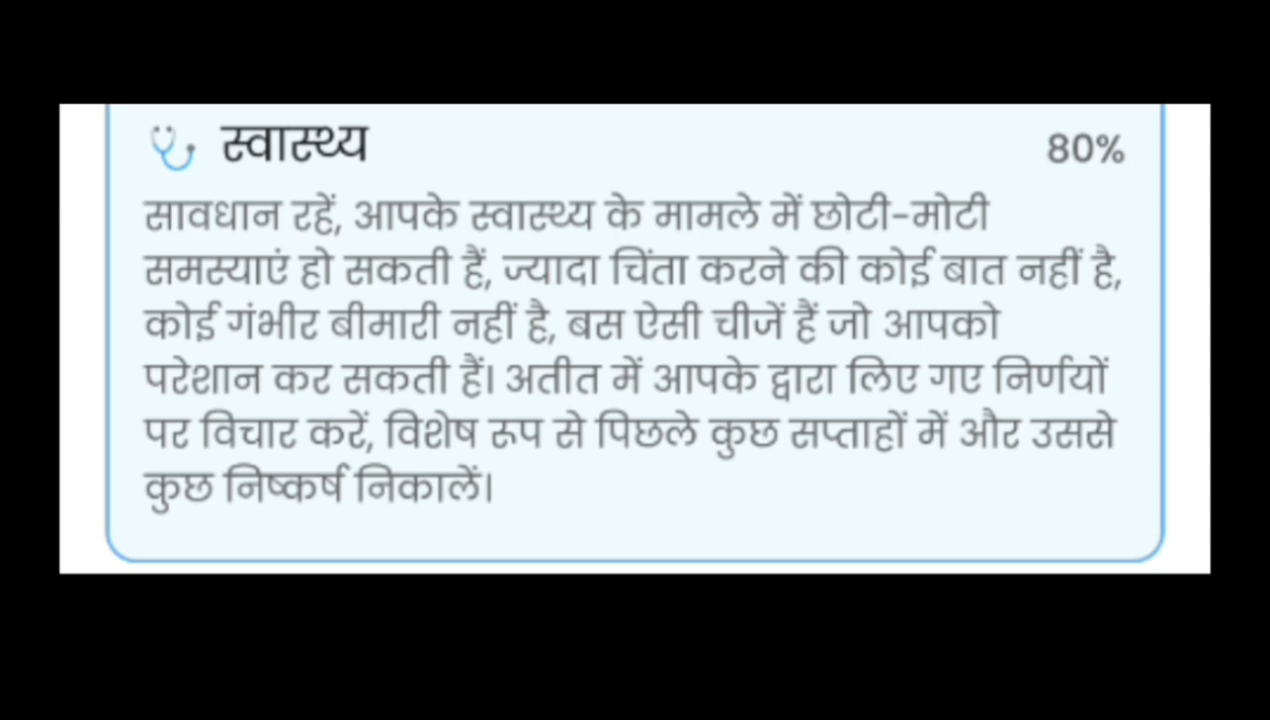 स्वास्थ्य 80%
सावधान रहें, आपके स्वास्थ्य के मामले में छोटी-मोटी
समस्याएं हो सकती हैं, ज्यादा चिंता करने की कोई बात नहीं है,
कोई गंभीर बीमारी नहीं है, बस ऐसी चीजें हैं जो आपको
परेशान कर सकती हैं। अतीत में आपके द्वारा लिए गए निर्णयों
पर विचार करें, विशेष रूप से पिछले कुछ सप्ताहों में और उससे
कुछ निष्कर्ष निकालें।